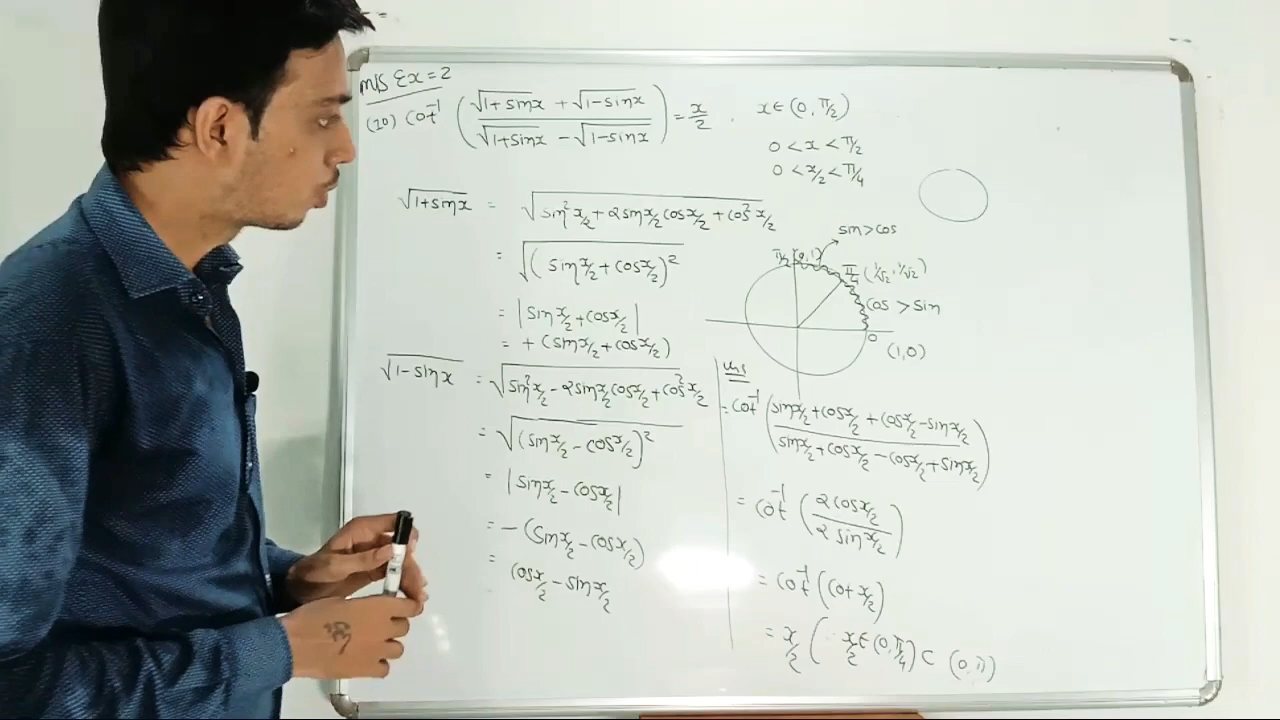 M/S Ex = 2
(10) Cot⁻¹ ( (√1+sinx + √1-sinx) / (√1+sinx - √1-sinx) ) = x/2 . x∈(0,π/2)
0 < x < π/2
0 < x/2 < π/4
√1+sinx = √sin²x/2 + 2sinx/2 cosx/2 + cos²x/2
= √(sinx/2 + cosx/2)²
= |sinx/2 + cosx/2|
= + (sinx/2 + cosx/2)
sin > cos
π/2 (0,1)
π/4 (1/√2, 1/√2)
cos > sin
0
(1,0)
√1-sinx = √sin²x/2 - 2sinx/2 cosx/2 + cos²x/2
= √(sinx/2 - cosx/2)²
= |sinx/2 - cosx/2|
= - (sinx/2 - cosx/2)
= cosx/2 - sinx/2
LHS
= cot⁻¹ ( (sinx/2 + cosx/2 + cosx/2 - sinx/2) / (sinx/2 + cosx/2 - cosx/2 + sinx/2) )
= cot⁻¹ ( 2cosx/2 / 2sinx/2 )
= cot⁻¹ (cot x/2)
= x/2 ( ∵ x/2 ∈ (0,π/4) ⊂ (0,π)